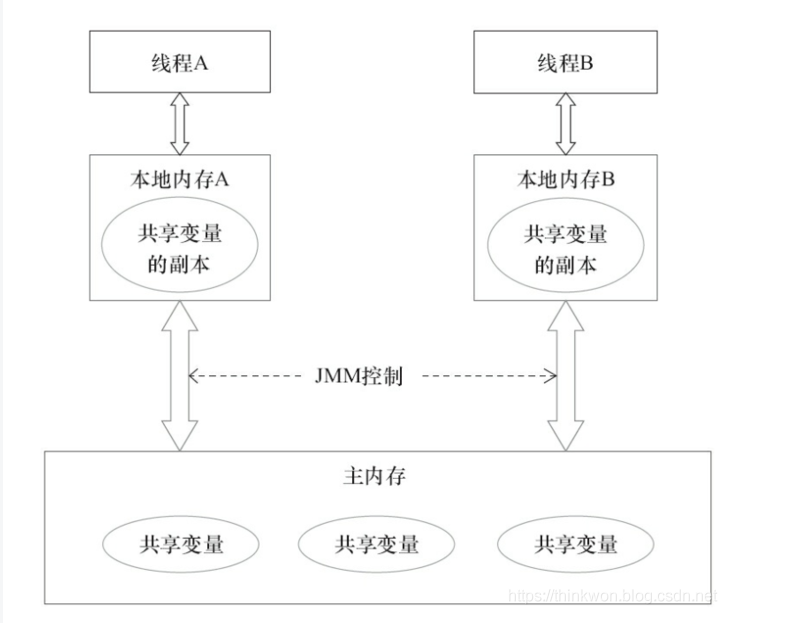 线程A
线程B
本地内存A
本地内存B
共享变量
的副本
共享变量
的副本
JMM控制
主内存
共享变量
共享变量
共享变量
https://thinkwon.blog.csdn.net